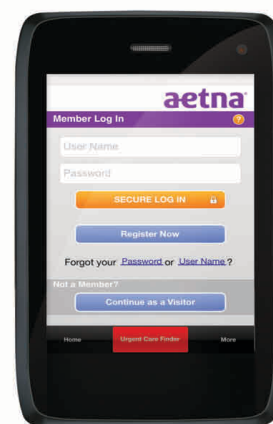 aetna
Member Log In ?
User Name
Password
SECURE LOG IN
Register Now
Forgot your Password or User Name?
Not a Member?
Continue as a Visitor
Home Urgent Care Finder More